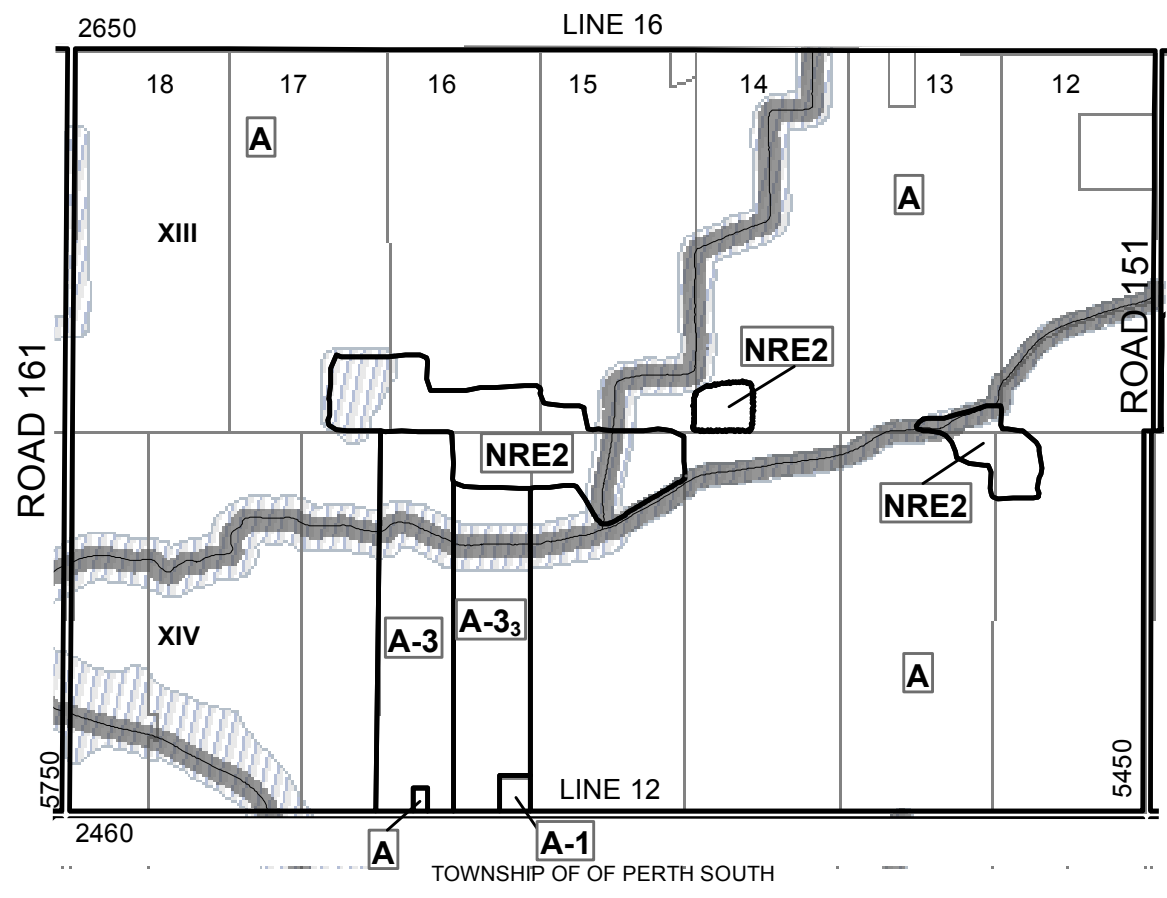 2650
LINE 16
18
17
16
15
14
13
12
A
A
XIII
ROAD 151
ROAD 161
NRE2
NRE2
NRE2
A-3₃
A-3
XIV
A
5750
LINE 12
5450
2460
A
A-1
TOWNSHIP OF OF PERTH SOUTH